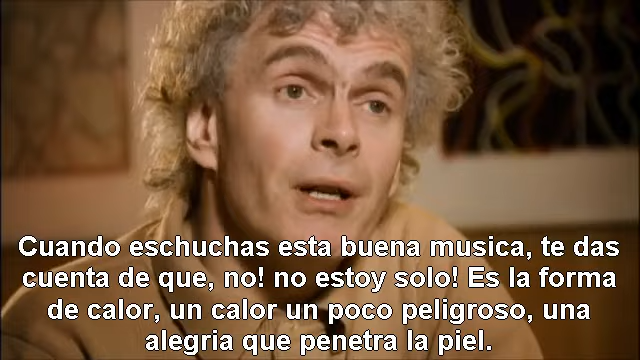 Cuando eschuchas esta buena musica, te das
cuenta de que, no! no estoy solo! Es la forma
de calor, un calor un poco peligroso, una
alegria que penetra la piel.